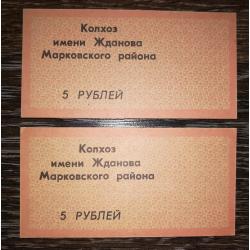 Колхоз
имени Жданова
Марковского района
5 РУБЛЕЙ
Колхоз
имени Жданова
Марковского района
5 РУБЛЕЙ